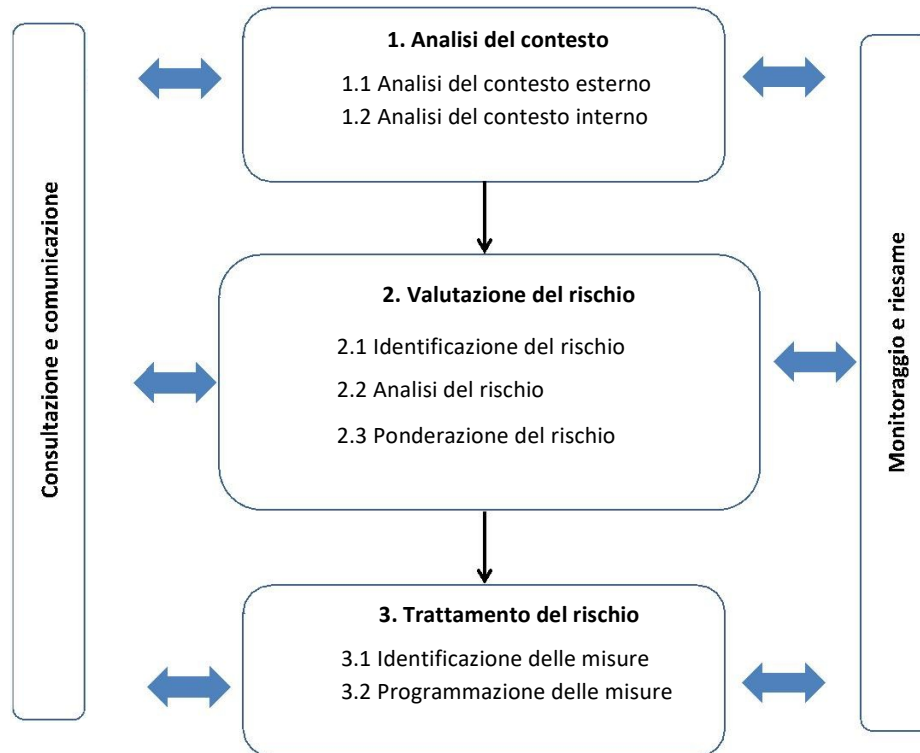 Consultazione e comunicazione
1. Analisi del contesto
1.1 Analisi del contesto esterno
1.2 Analisi del contesto interno
2. Valutazione del rischio
2.1 Identificazione del rischio
2.2 Analisi del rischio
2.3 Ponderazione del rischio
3. Trattamento del rischio
3.1 Identificazione delle misure
3.2 Programmazione delle misure
Monitoraggio e riesame